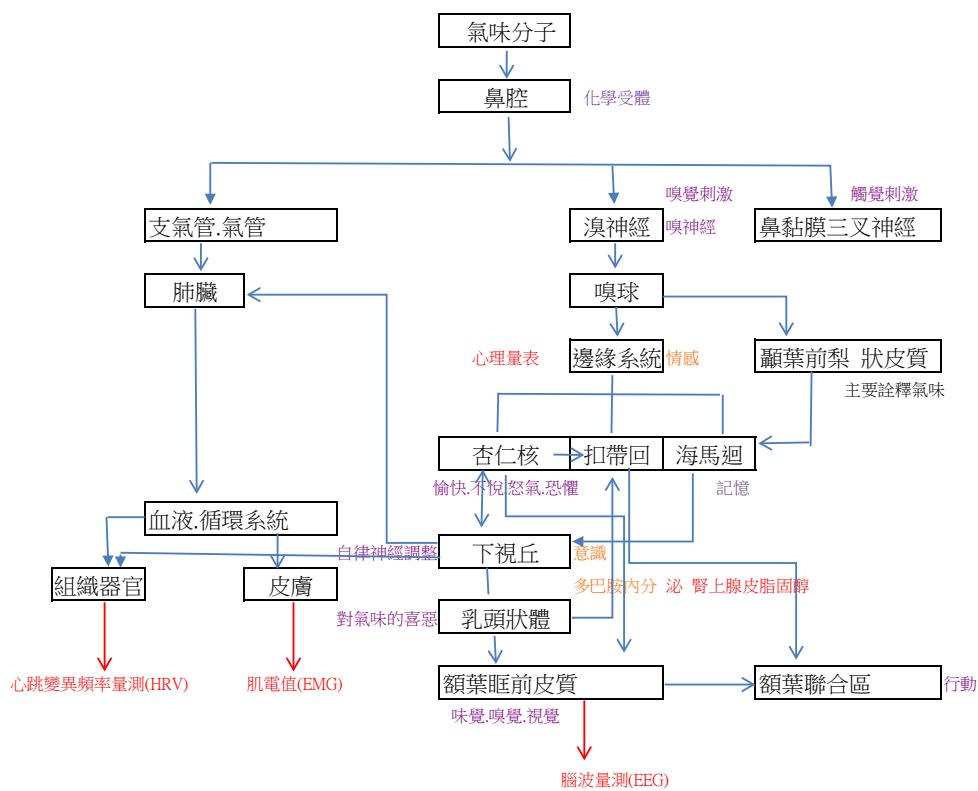 氣味分子
鼻腔 化學受體
嗅覺刺激 觸覺刺激
支氣管.氣管 溴神經 嗅神經 鼻黏膜三叉神經
肺臟 嗅球
心理量表 邊緣系統 情感 顳葉前梨 狀皮質
主要詮釋氣味
杏仁核 扣帶回 海馬迴
愉快.不悅.怒氣.恐懼 記憶
血液.循環系統
自律神經調整 下視丘 意識
組織器官 皮膚 多巴胺內分 泌 腎上腺皮脂固醇
對氣味的喜惡 乳頭狀體
心跳變異頻率量測(HRV) 肌電值(EMG) 額葉眶前皮質 額葉聯合區 行動
味覺.嗅覺.視覺
腦波量測(EEG)